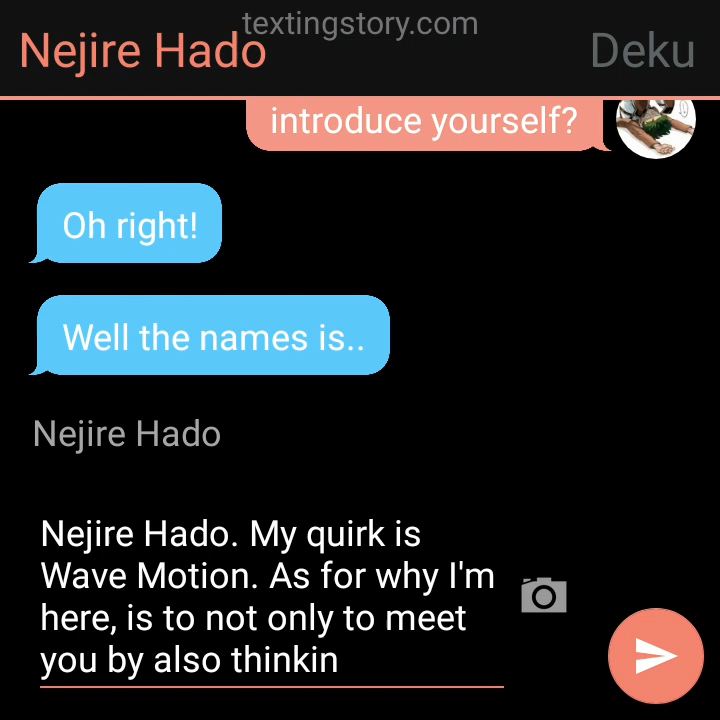 textingstory.com
Nejire Hado
Deku
introduce yourself?
Oh right!
Well the names is..
Nejire Hado
Nejire Hado. My quirk is
Wave Motion. As for why I'm
here, is to not only to meet
you by also thinkin